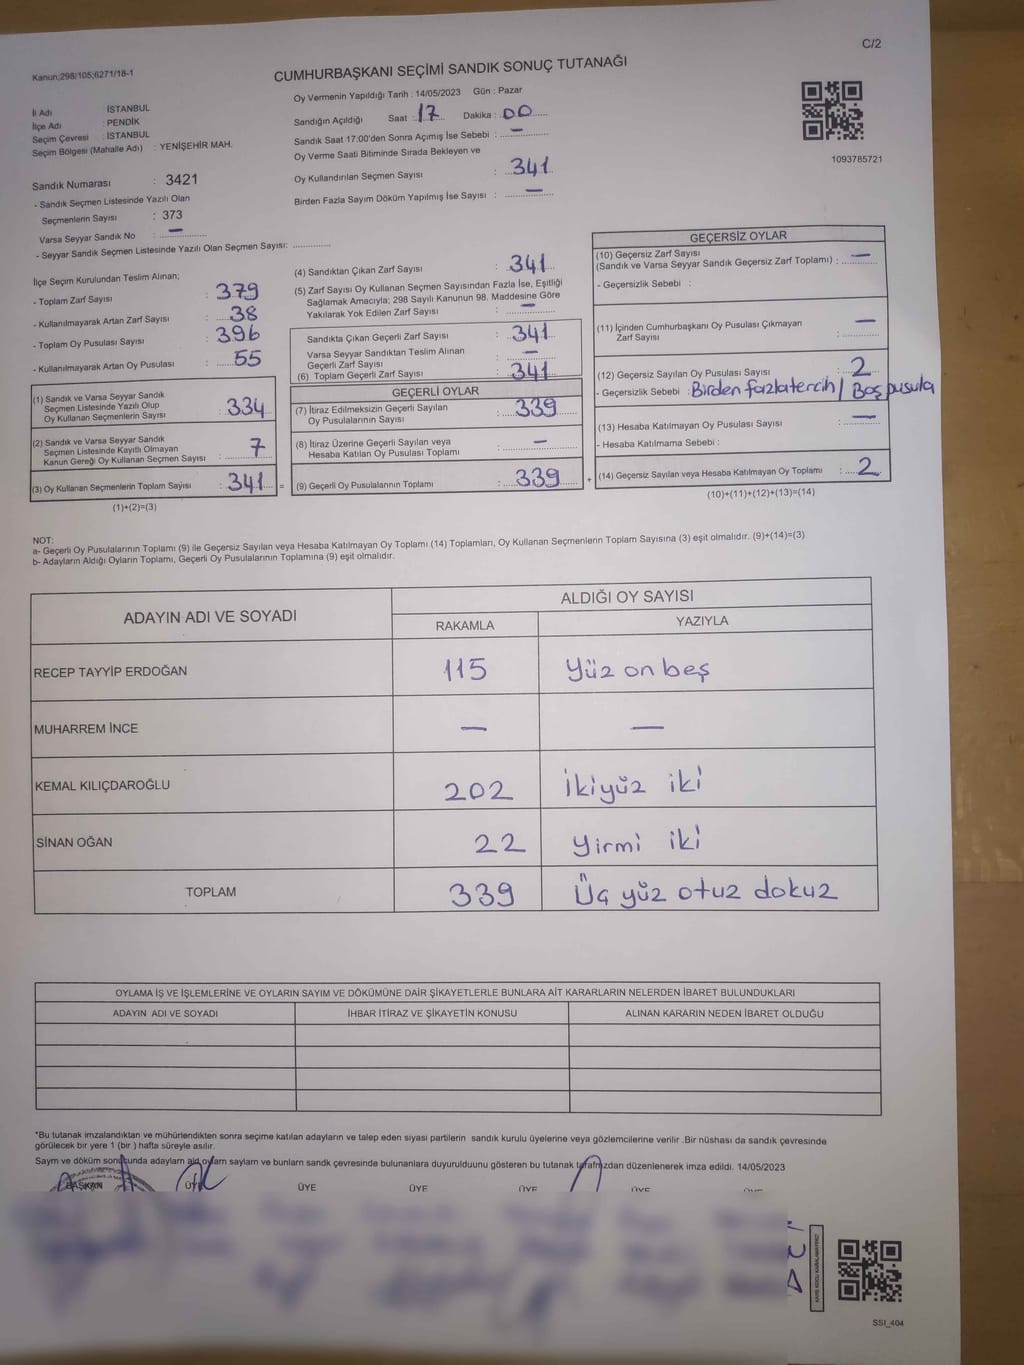 C/2
Kanun;298/105;6271/18-1
CUMHURBAŞKANI SEÇİMİ SANDIK SONUÇ TUTANAĞI
İl Adı : İSTANBUL
İlçe Adı : PENDİK
Seçim Çevresi : İSTANBUL
Seçim Bölgesi (Mahalle Adı) : YENİŞEHİR MAH.
Oy Vermenin Yapıldığı Tarih : 14/05/2023 Gün : Pazar
Sandığın Açıldığı Saat : 17 Dakika : 00
Sandık Saat 17:00'den Sonra Açımış İse Sebebi : —
Oy Verme Saati Bitiminde Sırada Bekleyen ve
Oy Kullandırılan Seçmen Sayısı : 341
Birden Fazla Sayım Döküm Yapılmış İse Sayısı : —
1093785721
Sandık Numarası : 3421
- Sandık Seçmen Listesinde Yazılı Olan
Seçmenlerin Sayısı : 373
Varsa Seyyar Sandık No : —
- Seyyar Sandık Seçmen Listesinde Yazılı Olan Seçmen Sayısı: ..............
İlçe Seçim Kurulundan Teslim Alınan;
- Toplam Zarf Sayısı : 379
- Kullanılmayarak Artan Zarf Sayısı : 38
- Toplam Oy Pusulası Sayısı : 396
- Kullanılmayarak Artan Oy Pusulası : 55
(1) Sandık ve Varsa Seyyar Sandık
Seçmen Listesinde Yazılı Olup
Oy Kullanan Seçmenlerin Sayısı : 334
(2) Sandık ve Varsa Seyyar Sandık
Seçmen Listesinde Kayıtlı Olmayan
Kanun Gereği Oy Kullanan Seçmen Sayısı : 7
(3) Oy Kullanan Seçmenlerin Toplam Sayısı : 341 =
(1)+(2)=(3)
(4) Sandıktan Çıkan Zarf Sayısı : 341
(5) Zarf Sayısı Oy Kullanan Seçmen Sayısından Fazla İse, Eşitliği
Sağlamak Amacıyla; 298 Sayılı Kanunun 98. Maddesine Göre
Yakılarak Yok Edilen Zarf Sayısı : —
Sandıkta Çıkan Geçerli Zarf Sayısı : 341
Varsa Seyyar Sandıktan Teslim Alınan
Geçerli Zarf Sayısı : —
(6) Toplam Geçerli Zarf Sayısı : 341
GEÇERLİ OYLAR
(7) İtiraz Edilmeksizin Geçerli Sayılan
Oy Pusulalarının Sayısı : 339
(8) İtiraz Üzerine Geçerli Sayılan veya
Hesaba Katılan Oy Pusulası Toplamı : —
(9) Geçerli Oy Pusulalarının Toplamı : 339 +
GEÇERSİZ OYLAR
(10) Geçersiz Zarf Sayısı
(Sandık ve Varsa Seyyar Sandık Geçersiz Zarf Toplamı) : —
- Geçersizlik Sebebi :
(11) İçinden Cumhurbaşkanı Oy Pusulası Çıkmayan
Zarf Sayısı : —
(12) Geçersiz Sayılan Oy Pusulası Sayısı : 2
- Geçersizlik Sebebi : Birden fazla tercih / Boş pusula
(13) Hesaba Katılmayan Oy Pusulası Sayısı : —
- Hesaba Katılmama Sebebi :
(14) Geçersiz Sayılan veya Hesaba Katılmayan Oy Toplamı : 2
(10)+(11)+(12)+(13)=(14)
NOT:
a- Geçerli Oy Pusulalarının Toplamı (9) ile Geçersiz Sayılan veya Hesaba Katılmayan Oy Toplamı (14) Toplamları, Oy Kullanan Seçmenlerin Toplam Sayısına (3) eşit olmalıdır. (9)+(14)=(3)
b- Adayların Aldığı Oyların Toplamı, Geçerli Oy Pusulalarının Toplamına (9) eşit olmalıdır.
ADAYIN ADI VE SOYADI ALDIĞI OY SAYISI
RAKAMLA YAZIYLA
RECEP TAYYİP ERDOĞAN 115 Yüz on beş
MUHARREM İNCE — —
KEMAL KILIÇDAROĞLU 202 İkiyüz iki
SİNAN OĞAN 22 Yirmi iki
TOPLAM 339 Üç yüz otuz dokuz
OYLAMA İŞ VE İŞLEMLERİNE VE OYLARIN SAYIM VE DÖKÜMÜNE DAİR ŞİKAYETLERLE BUNLARA AİT KARARLARIN NELERDEN İBARET BULUNDUKLARI
ADAYIN ADI VE SOYADI İHBAR İTİRAZ VE ŞİKAYETİN KONUSU ALINAN KARARIN NEDEN İBARET OLDUĞU
*Bu tutanak imzalandıktan ve mühürlendikten sonra seçime katılan adayların ve talep eden siyasi partilerin sandık kurulu üyelerine veya gözlemcilerine verilir .Bir nüshası da sandık çevresinde
görülecek bir yere 1 (bir ) hafta süreyle asılır.
Sayım ve döküm sonucunda adayların aldı oyların sayların ve bunların sandk çevresinde bulunanlara duyurulduunu gösteren bu tutanak tarafmzdan düzenlenerek imza edildi. 14/05/2023
BAŞKAN ÜYE ÜYE ÜYE ÜYE ÜYE ÜYE
SSI_404